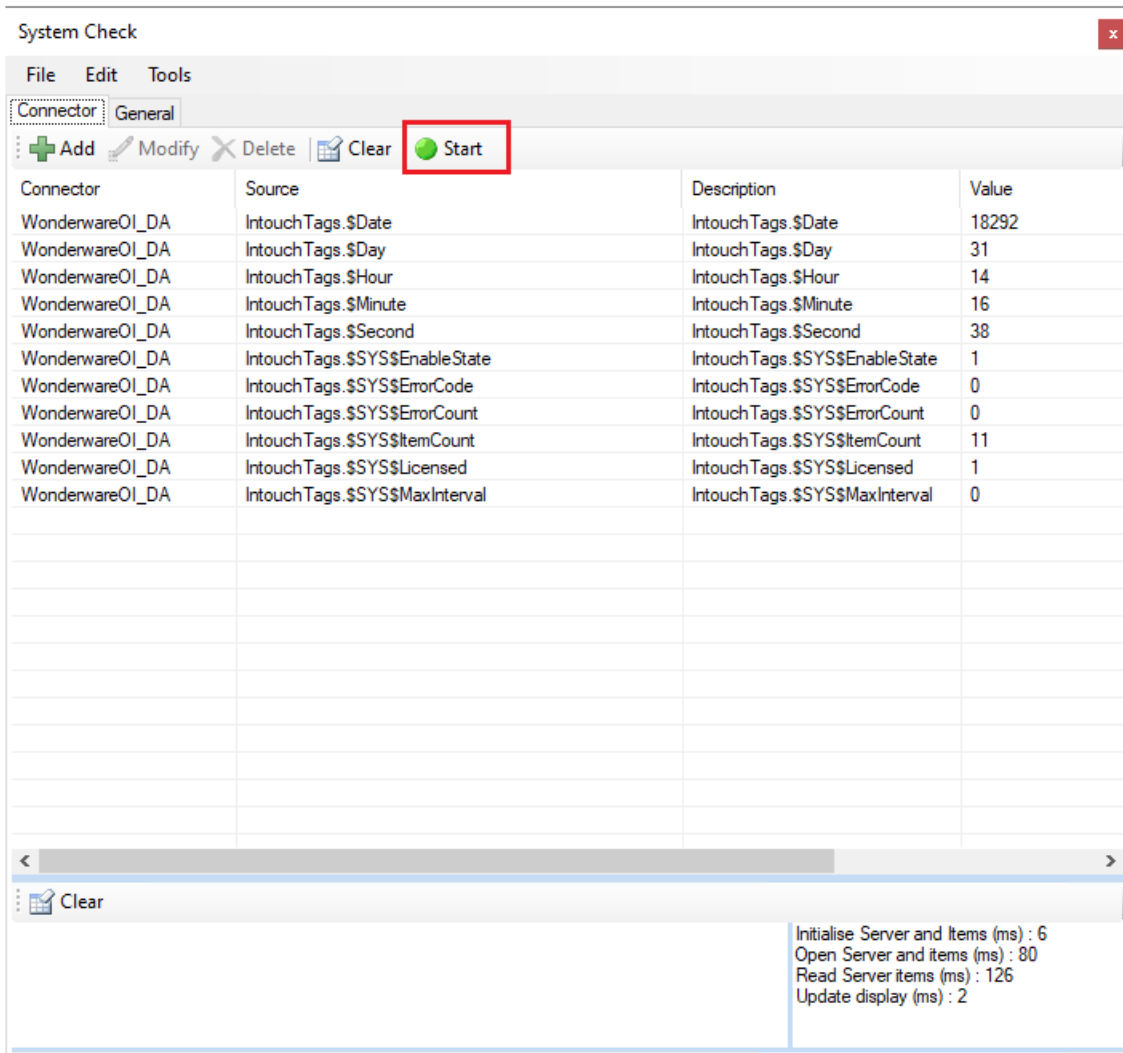 System Check
x
File Edit Tools
Connector General
Add Modify Delete Clear Start
Connector Source Description Value
WonderwareOI_DA IntouchTags.$Date IntouchTags.$Date 18292
WonderwareOI_DA IntouchTags.$Day IntouchTags.$Day 31
WonderwareOI_DA IntouchTags.$Hour IntouchTags.$Hour 14
WonderwareOI_DA IntouchTags.$Minute IntouchTags.$Minute 16
WonderwareOI_DA IntouchTags.$Second IntouchTags.$Second 38
WonderwareOI_DA IntouchTags.$SYS$EnableState IntouchTags.$SYS$EnableState 1
WonderwareOI_DA IntouchTags.$SYS$ErrorCode IntouchTags.$SYS$ErrorCode 0
WonderwareOI_DA IntouchTags.$SYS$ErrorCount IntouchTags.$SYS$ErrorCount 0
WonderwareOI_DA IntouchTags.$SYS$ItemCount IntouchTags.$SYS$ItemCount 11
WonderwareOI_DA IntouchTags.$SYS$Licensed IntouchTags.$SYS$Licensed 1
WonderwareOI_DA IntouchTags.$SYS$MaxInterval IntouchTags.$SYS$MaxInterval 0
Clear
Initialise Server and Items (ms) : 6
Open Server and items (ms) : 80
Read Server items (ms) : 126
Update display (ms) : 2